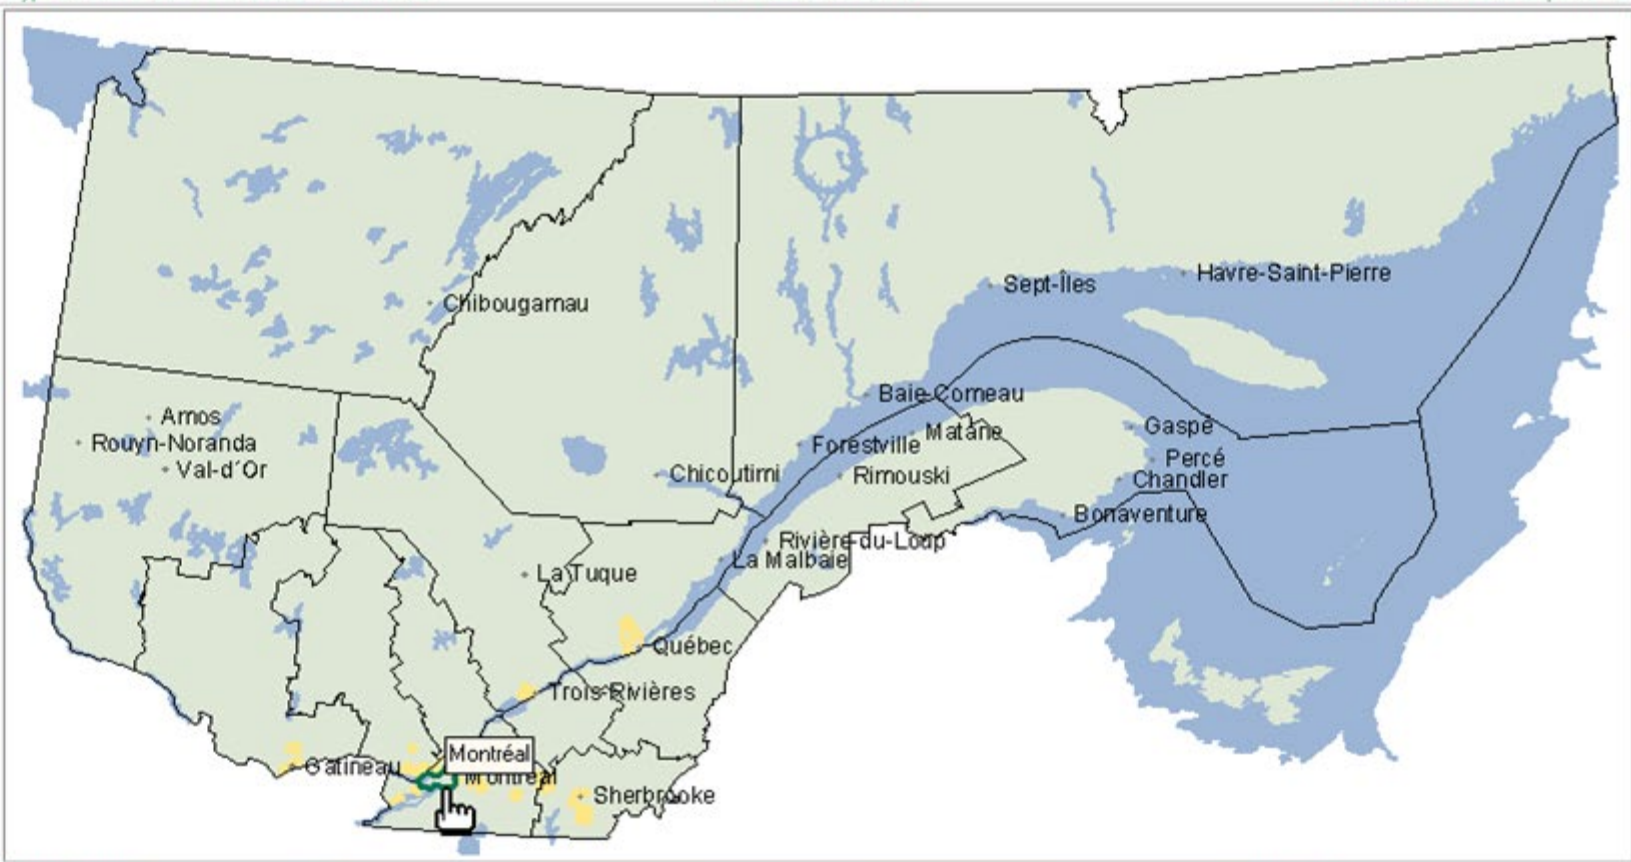 Havre-Saint-Pierre
Sept-Îles
Chibougamau
Baie-Comeau
Amos
Gaspé
Matane
Rouyn-Noranda
Forestville
Percé
Val-d´Or
Chicoutimi
Rimouski
Chandler
Bonaventure
Rivière-du-Loup
La Malbaie
La Tuque
Québec
Trois-Rivières
Montréal
Gatineau
Montréal
Sherbrooke